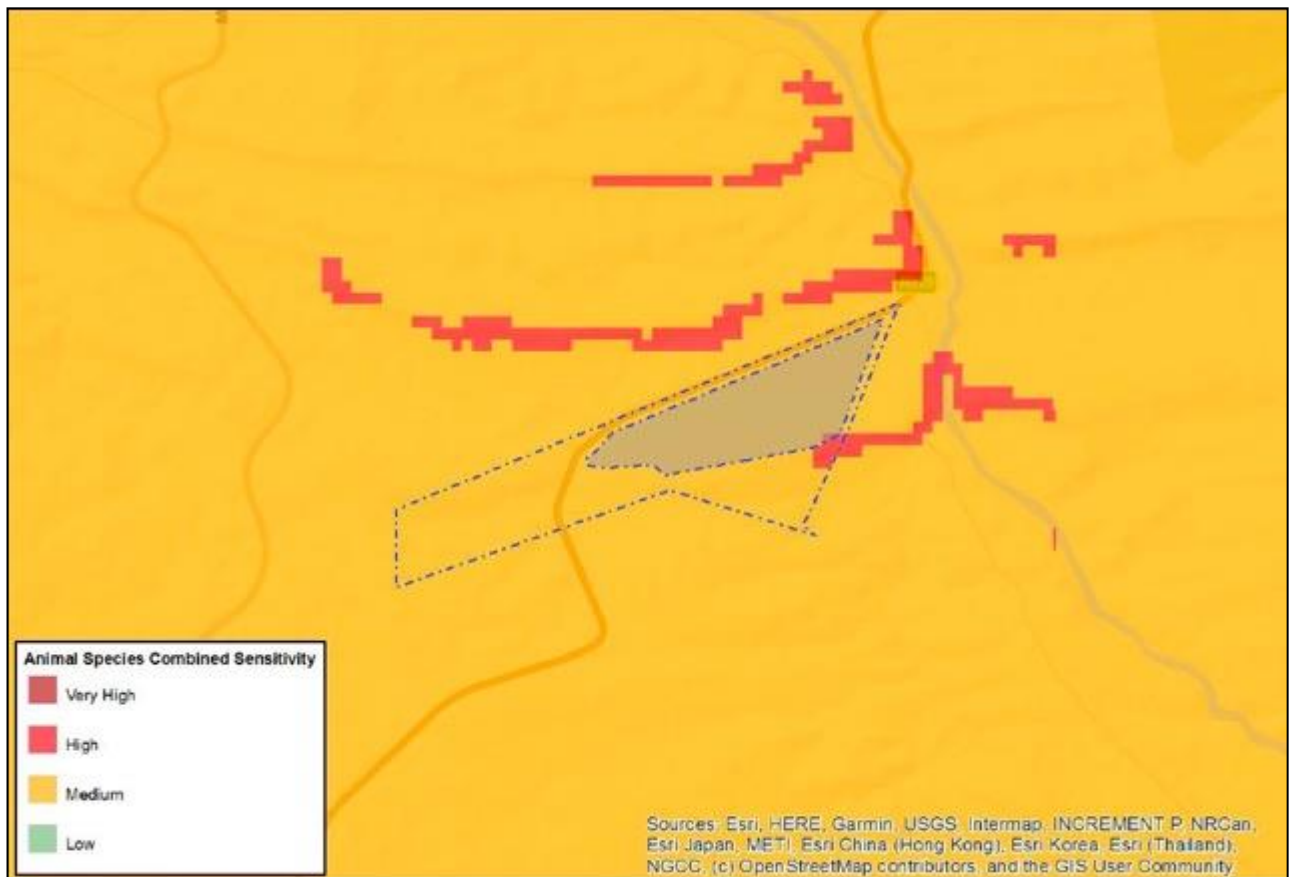 Animal Species Combined Sensitivity
Very High
High
Medium
Low
Sources: Esri, HERE, Garmin, USGS, Intermap, INCREMENT P, NRCan,
Esri Japan, METI, Esri China (Hong Kong), Esri Korea, Esri (Thailand),
NGCC, (c) OpenStreetMap contributors, and the GIS User Community